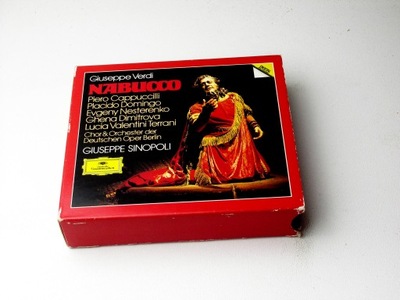 Giuseppe Verdi
NABUCCO
Piero Cappuccilli
Placido Domingo
Evgeny Nesterenko
Ghena Dimitrova
Lucia Valentini Terrani
Chor & Orchester der
Deutschen Oper Berlin
GIUSEPPE SINOPOLI